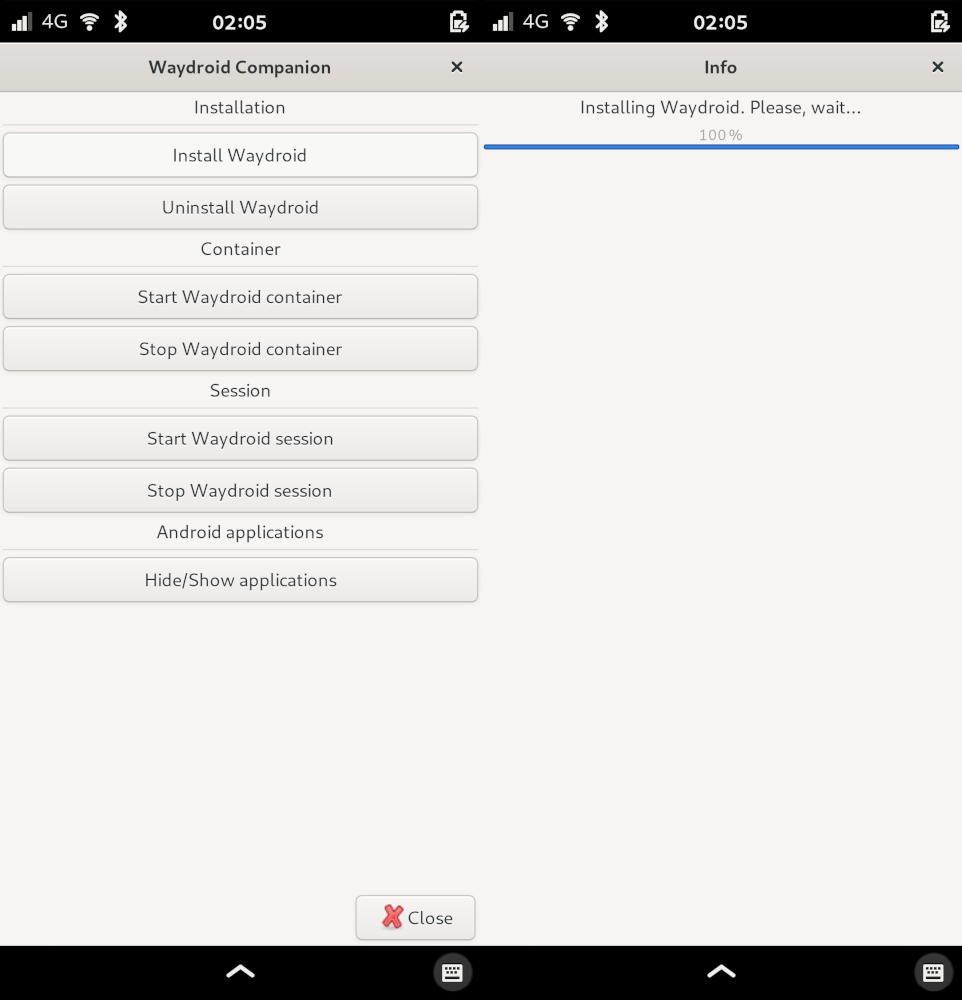 4G
02:05
Waydroid Companion
Installation
Install Waydroid
Uninstall Waydroid
Container
Start Waydroid container
Stop Waydroid container
Session
Start Waydroid session
Stop Waydroid session
Android applications
Hide/Show applications
Close
4G
02:05
Info
Installing Waydroid. Please, wait...
100 %